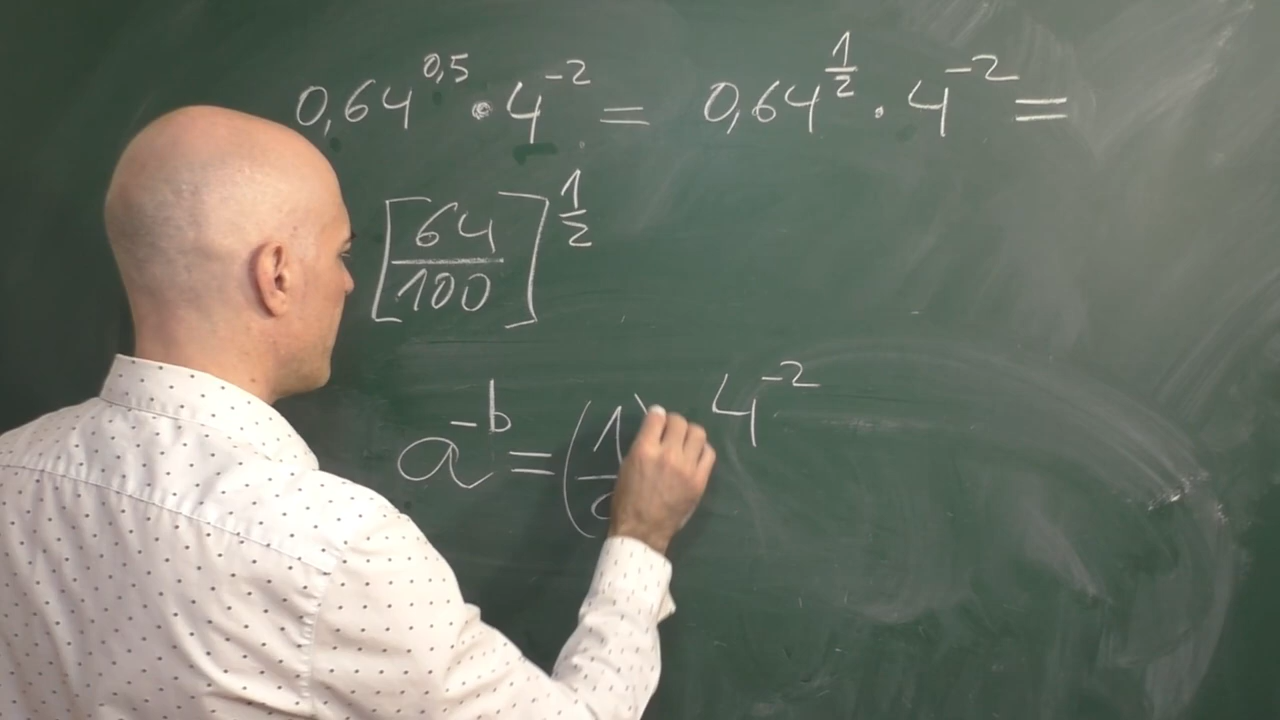 0,64^0,5 · 4^-2 = 0,64^1/2 · 4^-2 =
[64/100]^1/2
a^-b = (1/ 4^-2